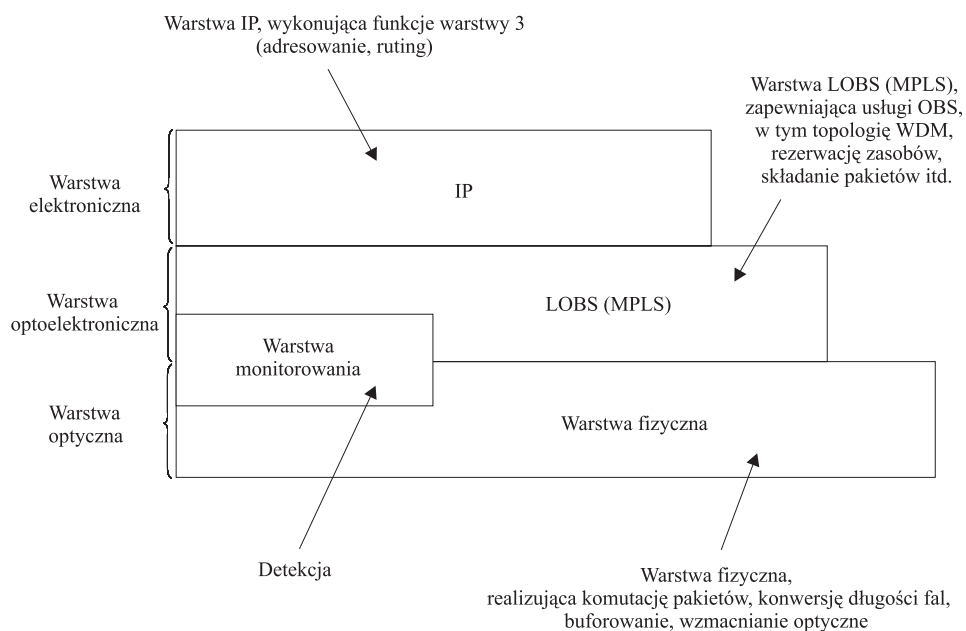 Warstwa IP, wykonująca funkcje warstwy 3
(adresowanie, ruting)
Warstwa LOBS (MPLS),
zapewniająca usługi OBS,
w tym topologię WDM,
rezerwację zasobów,
składanie pakietów itd.
Warstwa
elektroniczna
IP
Warstwa
optoelektroniczna
LOBS (MPLS)
Warstwa
monitorowania
Warstwa
optyczna
Warstwa fizyczna
Detekcja
Warstwa fizyczna,
realizująca komutację pakietów, konwersję długości fal,
buforowanie, wzmacnianie optyczne